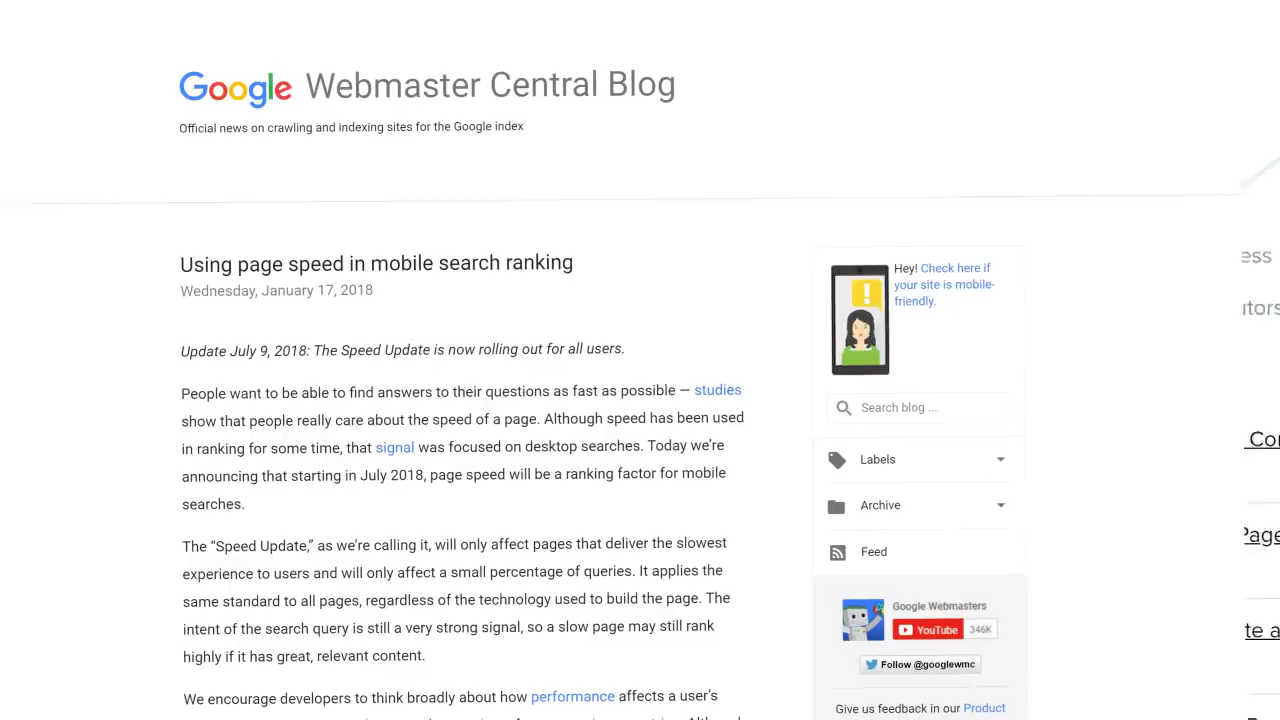 Google Webmaster Central Blog
Official news on crawling and indexing sites for the Google index
Using page speed in mobile search ranking
Wednesday, January 17, 2018
Update July 9, 2018: The Speed Update is now rolling out for all users.
People want to be able to find answers to their questions as fast as possible — studies
show that people really care about the speed of a page. Although speed has been used
in ranking for some time, that signal was focused on desktop searches. Today we're
announcing that starting in July 2018, page speed will be a ranking factor for mobile
searches.
The “Speed Update,” as we're calling it, will only affect pages that deliver the slowest
experience to users and will only affect a small percentage of queries. It applies the
same standard to all pages, regardless of the technology used to build the page. The
intent of the search query is still a very strong signal, so a slow page may still rank
highly if it has great, relevant content.
We encourage developers to think broadly about how performance affects a user's
Hey! Check here if
your site is mobile-
friendly.
Search blog ...
Labels
Archive
Feed
Google Webmasters
YouTube 346K
Follow @googlewmc
Give us feedback in our Product